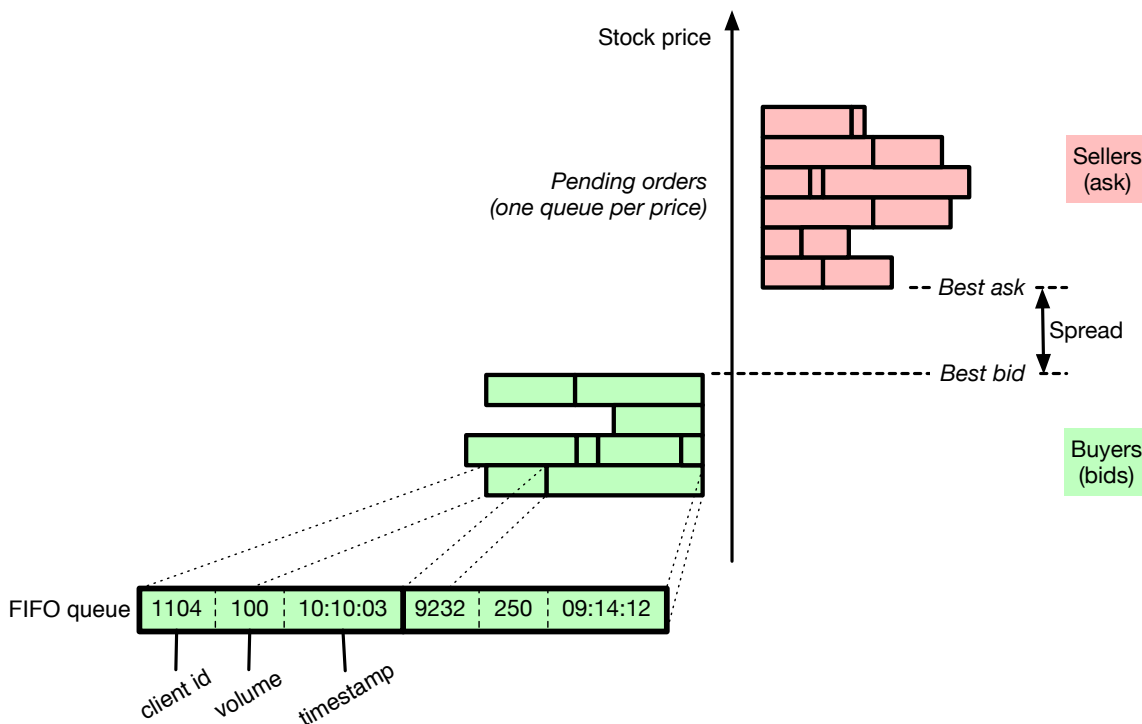 Stock price
Sellers
(ask)
Pending orders
(one queue per price)
Best ask
Spread
Best bid
Buyers
(bids)
FIFO queue 1104 100 10:10:03 9232 250 09:14:12
client id
volume
timestamp